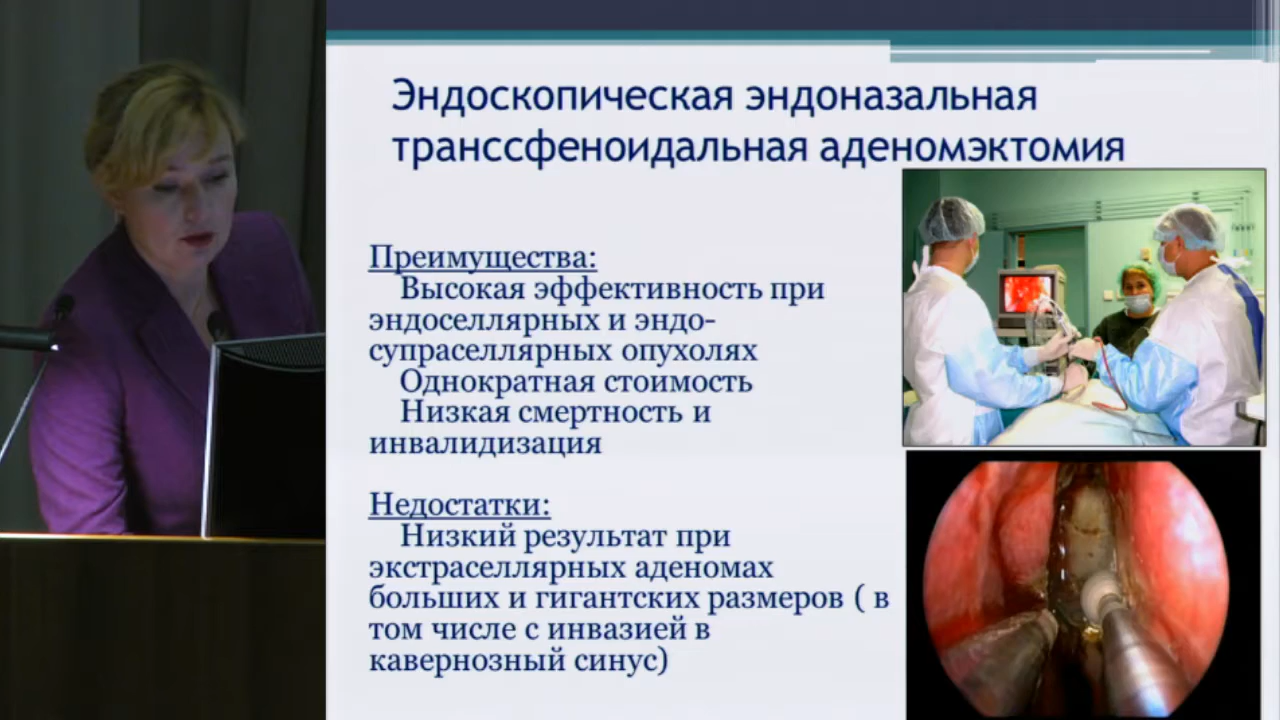 Эндоскопическая эндоназальная
транссфеноидальная аденомэктомия
Преимущества:
Высокая эффективность при
эндоселлярных и эндо-
супраселлярных опухолях
Однократная стоимость
Низкая смертность и
инвалидизация
Недостатки:
Низкий результат при
экстраселлярных аденомах
больших и гигантских размеров ( в
том числе с инвазией в
кавернозный синус)